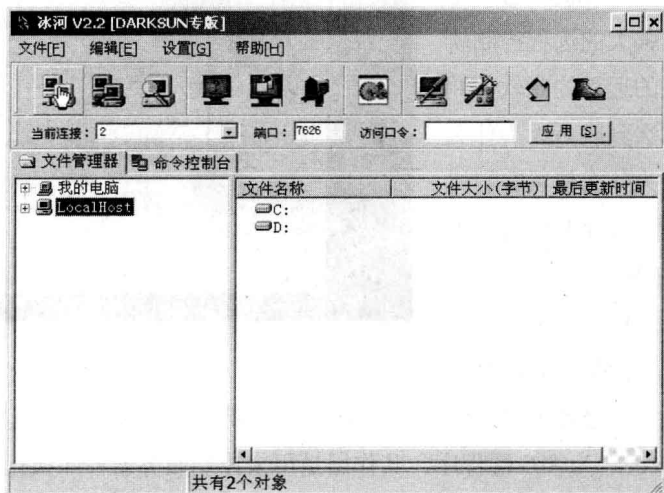 冰河 V2.2 [DARKSUN专版]
文件[F] 编辑[E] 设置[G] 帮助[H]
当前连接: 2 端口: 7626 访问口令: 应用 [S].
文件管理器 命令控制台
我的电脑
LocalHost
文件名称 文件大小(字节) 最后更新时间
C:
D:
共有2个对象